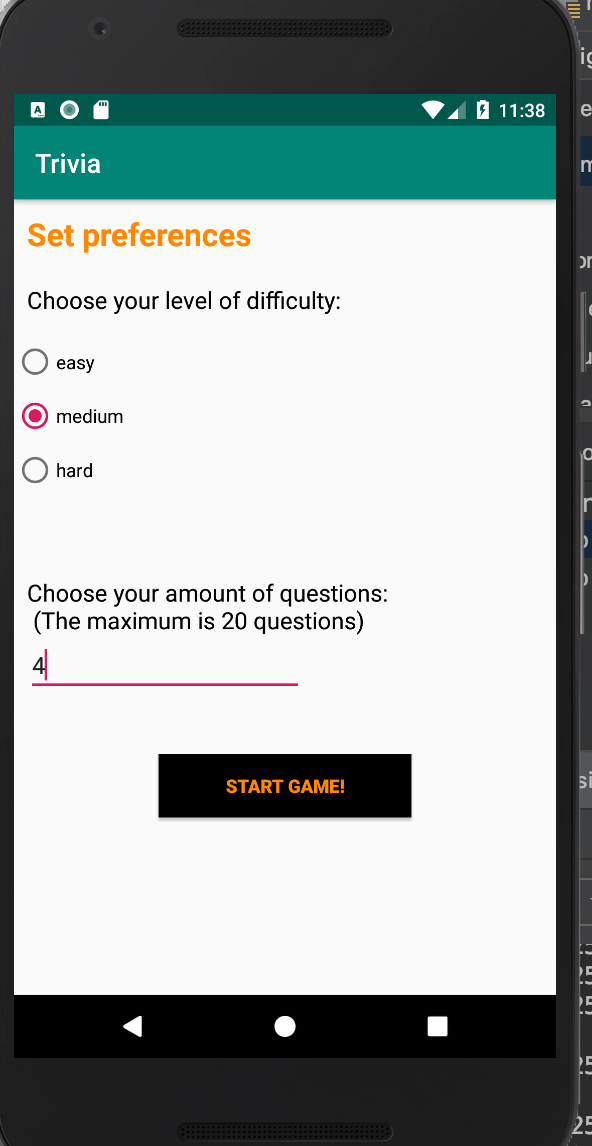 11:38
Trivia
Set preferences
Choose your level of difficulty:
easy
medium
hard
Choose your amount of questions:
(The maximum is 20 questions)
4
START GAME!